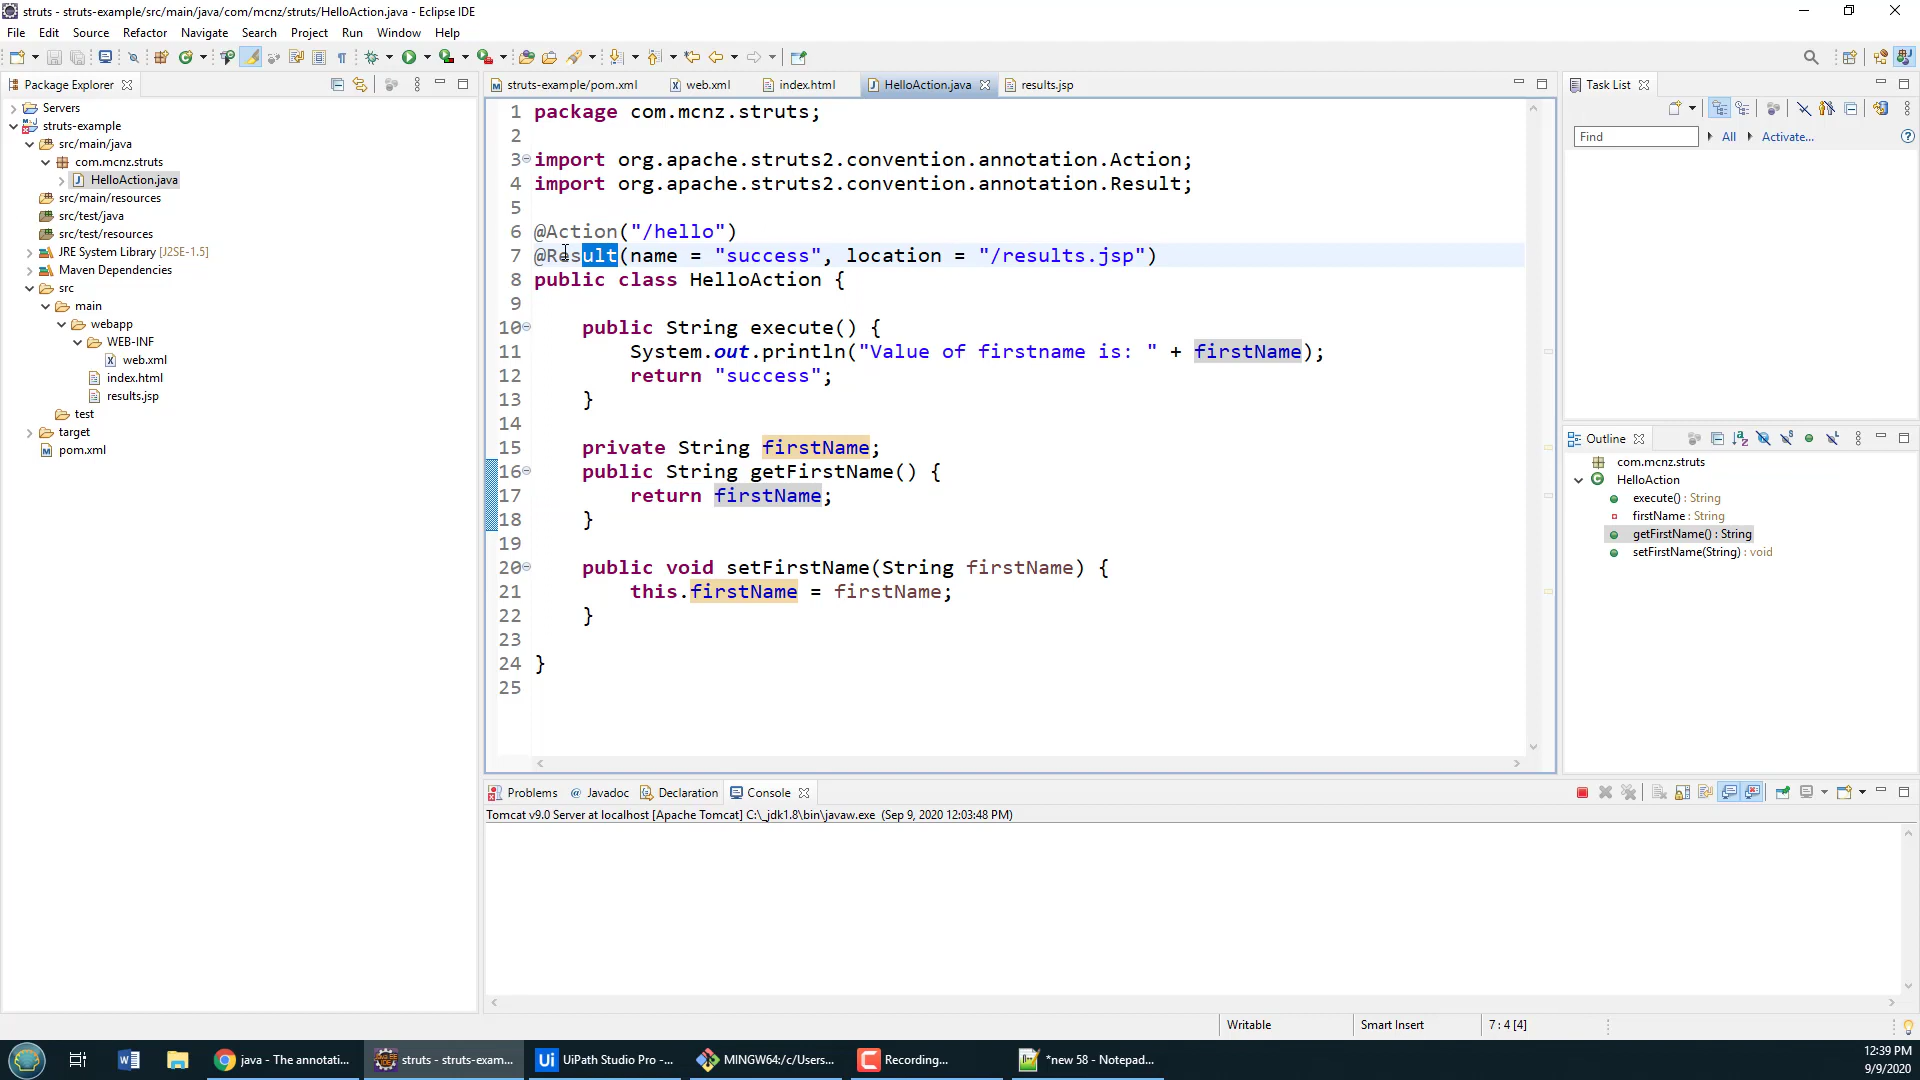 struts - struts-example/src/main/java/com/mcnz/struts/HelloAction.java - Eclipse IDE
File Edit Source Refactor Navigate Search Project Run Window Help
Package Explorer
Servers
struts-example
src/main/java
com.mcnz.struts
HelloAction.java
src/main/resources
src/test/java
src/test/resources
JRE System Library [J2SE-1.5]
Maven Dependencies
src
main
webapp
WEB-INF
web.xml
index.html
results.jsp
test
target
pom.xml
struts-example/pom.xml web.xml index.html HelloAction.java results.jsp
1 package com.mcnz.struts;
2
3 import org.apache.struts2.convention.annotation.Action;
4 import org.apache.struts2.convention.annotation.Result;
5
6 @Action("/hello")
7 @Result(name = "success", location = "/results.jsp")
8 public class HelloAction {
9
10 public String execute() {
11 System.out.println("Value of firstname is: " + firstName);
12 return "success";
13 }
14
15 private String firstName;
16 public String getFirstName() {
17 return firstName;
18 }
19
20 public void setFirstName(String firstName) {
21 this.firstName = firstName;
22 }
23
24 }
25
Task List
Find All Activate...
Outline
com.mcnz.struts
HelloAction
execute() : String
firstName : String
getFirstName() : String
setFirstName(String) : void
Problems Javadoc Declaration Console
Tomcat v9.0 Server at localhost [Apache Tomcat] C:\_jdk1.8\bin\javaw.exe (Sep 9, 2020 12:03:48 PM)
Writable Smart Insert 7 : 4 [4]
java - The annotati... struts - struts-exam... UiPath Studio Pro -... MINGW64:/c/Users... Recording... *new 58 - Notepad...
12:39 PM
9/9/2020